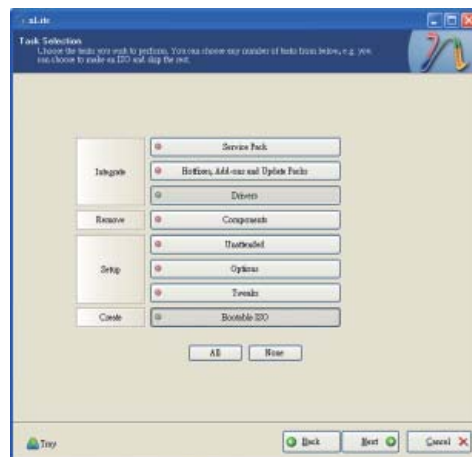 nLite
Task Selection
Choose the tasks you wish to perform. You can choose any number of tasks from below, e.g. you
can choose to make an ISO and skip the rest.
Integrate
Service Pack
Hotfixes, Add-ons and Update Packs
Drivers
Remove
Components
Setup
Unattended
Options
Tweaks
Create
Bootable ISO
All
None
Tray
Back
Next
Cancel